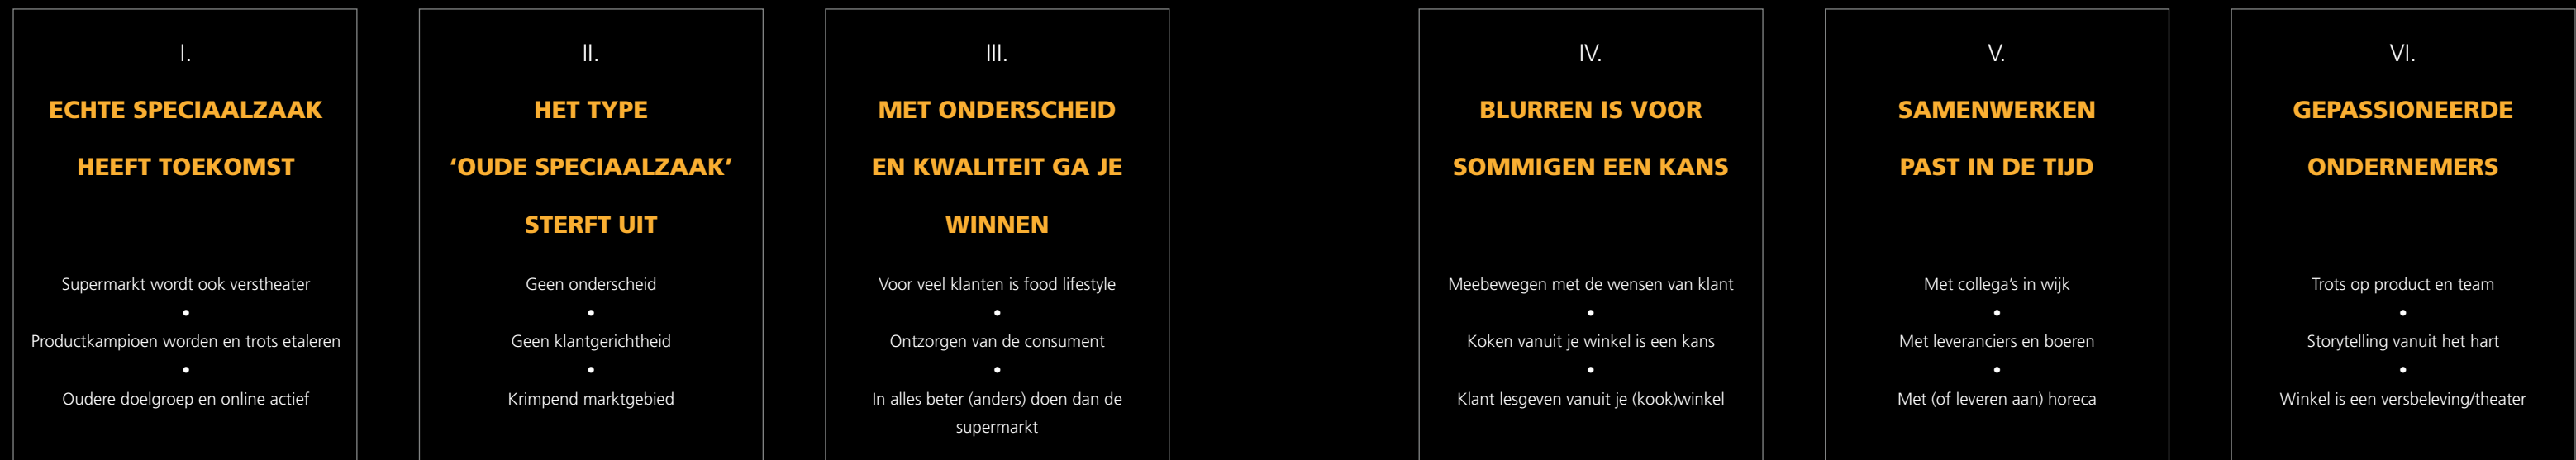 I.
ECHTE SPECIAALZAAK
HEEFT TOEKOMST
Supermarkt wordt ook verstheater
•
Productkampioen worden en trots etaleren
•
Oudere doelgroep en online actief
II.
HET TYPE
‘OUDE SPECIAALZAAK’
STERFT UIT
Geen onderscheid
•
Geen klantgerichtheid
•
Krimpend marktgebied
III.
MET ONDERSCHEID
EN KWALITEIT GA JE
WINNEN
Voor veel klanten is food lifestyle
•
Ontzorgen van de consument
•
In alles beter (anders) doen dan de
supermarkt
IV.
BLURREN IS VOOR
SOMMIGEN EEN KANS
Meebewegen met de wensen van klant
•
Koken vanuit je winkel is een kans
•
Klant lesgeven vanuit je (kook)winkel
V.
SAMENWERKEN
PAST IN DE TIJD
Met collega’s in wijk
•
Met leveranciers en boeren
•
Met (of leveren aan) horeca
VI.
GEPASSIONEERDE
ONDERNEMERS
Trots op product en team
•
Storytelling vanuit het hart
•
Winkel is een versbeleving/theater